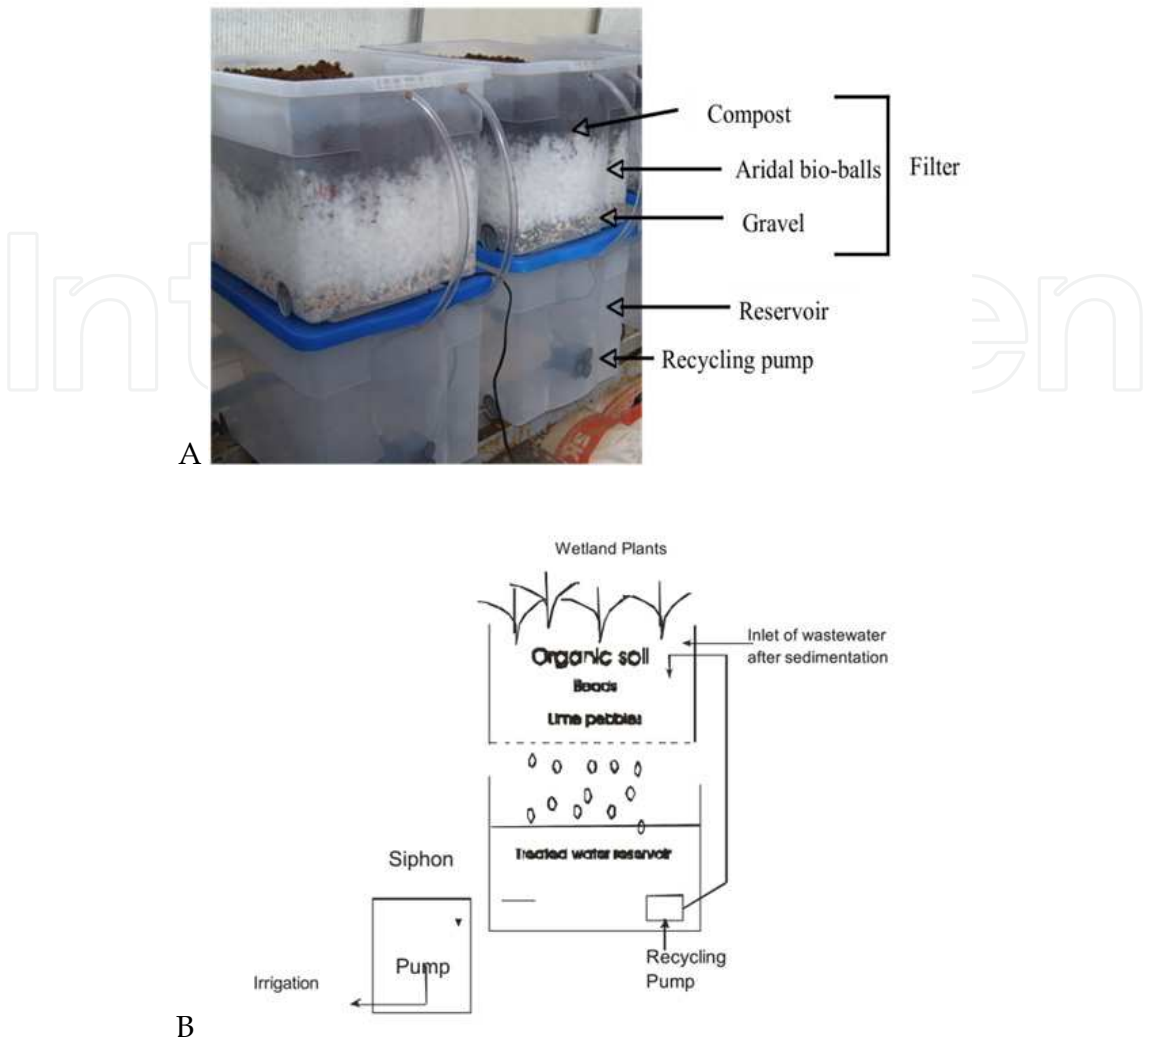 Compost
Aridal bio-balls
Filter
Gravel
Reservoir
Recycling pump
A
Wetland Plants
Inlet of wastewater
after sedimentation
Organic soil
Beads
Lime pebbles
Treated water reservoir
Siphon
Pump
Recycling
Pump
Irrigation
B